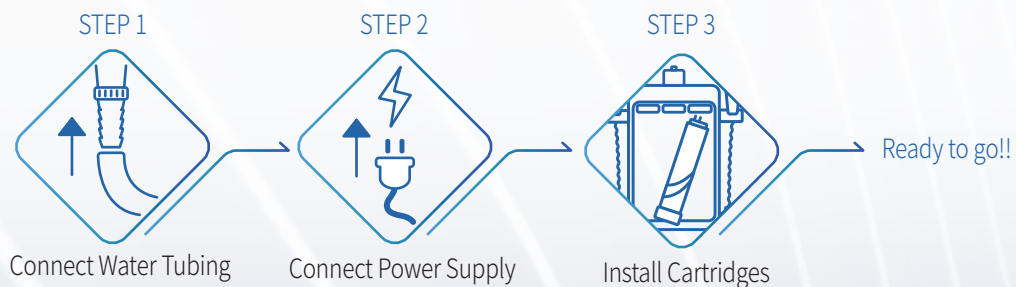 STEP 1
STEP 2
STEP 3
Ready to go!!
Connect Water Tubing
Connect Power Supply
Install Cartridges